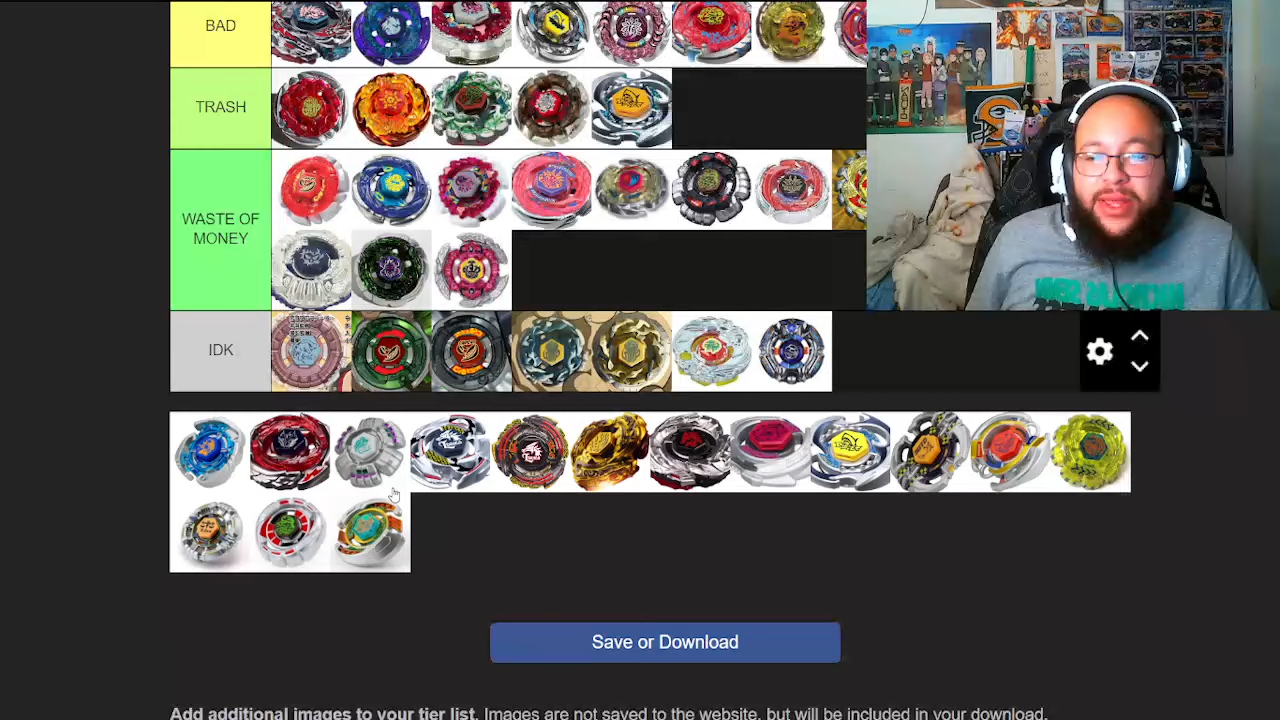 BAD
TRASH
WASTE OF
MONEY
IDK
Save or Download
Add additional images to your tier list. Images are not saved to the website, but will be included in your download.